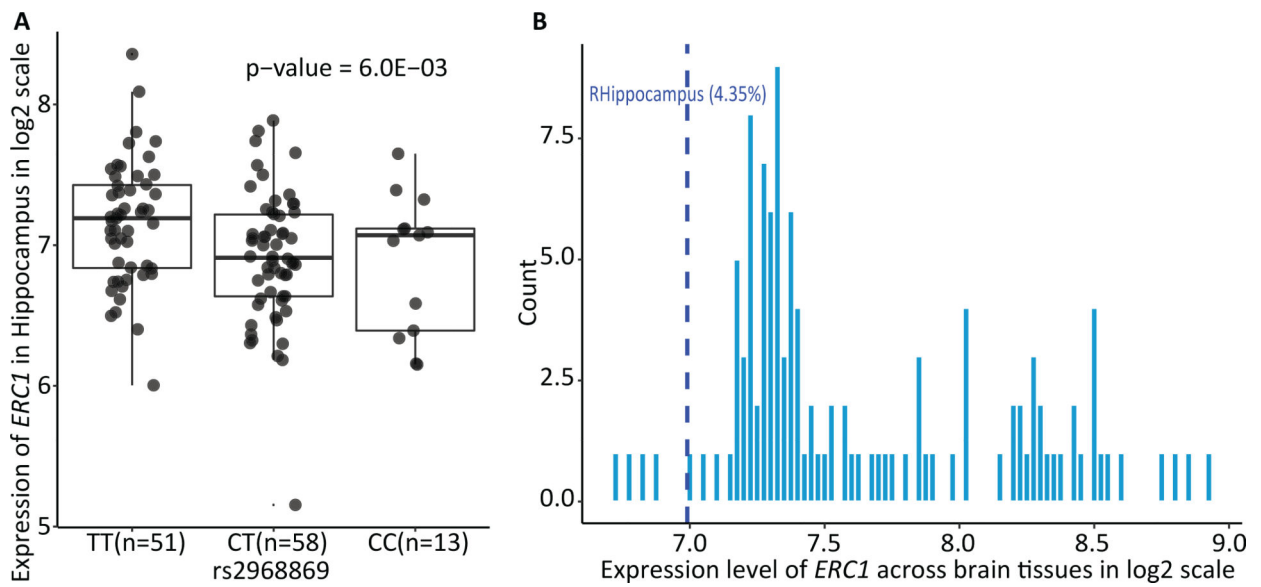 A
Expression of ERC1 in Hippocampus in log2 scale
p−value = 6.0E−03
8
7
6
5
TT(n=51) CT(n=58) CC(n=13)
rs2968869
B
RHippocampus (4.35%)
Count
7.5
5.0
2.5
0.0
7.0 7.5 8.0 8.5 9.0
Expression level of ERC1 across brain tissues in log2 scale